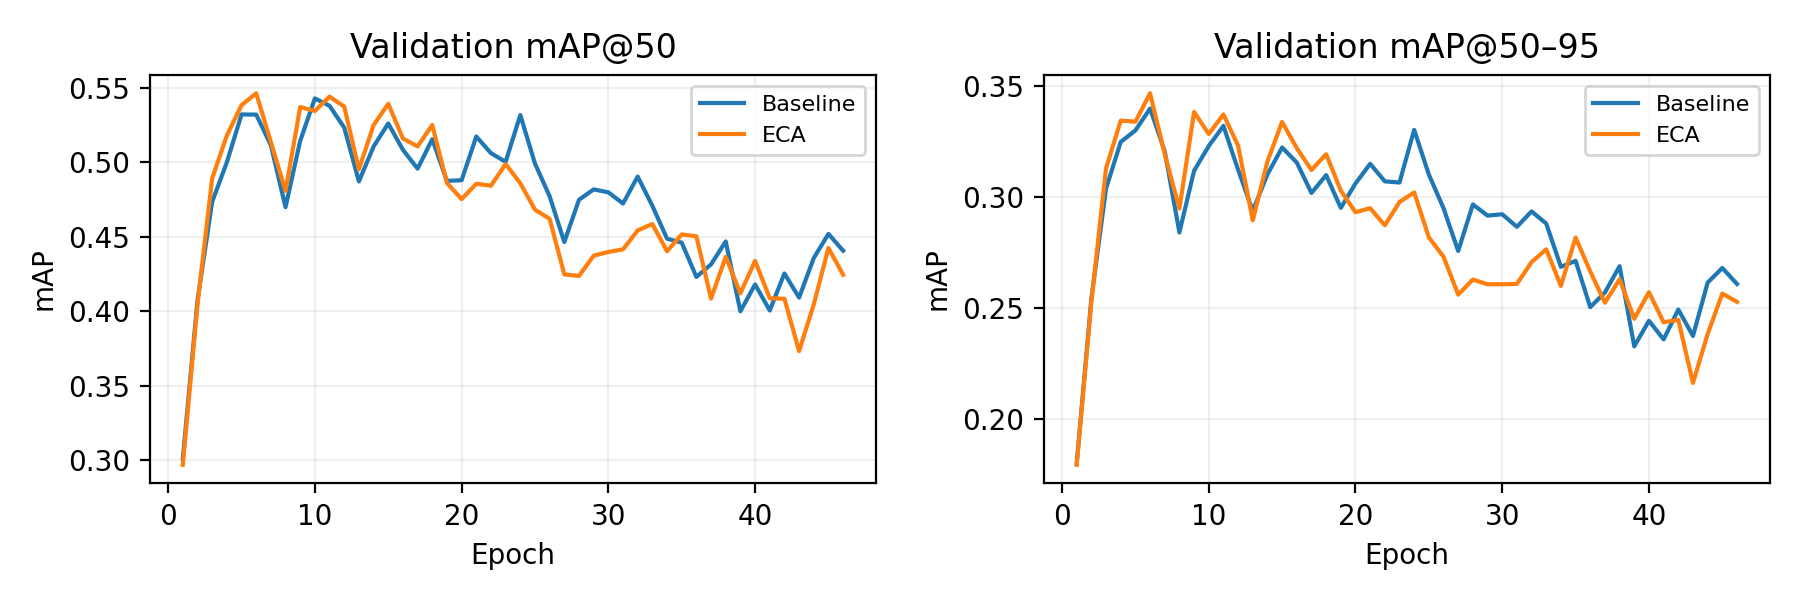 Validation mAP@50
0.55
0.50
0.45
0.40
0.35
0.30
mAP
Baseline
ECA
0 10 20 30 40
Epoch
Validation mAP@50–95
0.35
0.30
0.25
0.20
mAP
Baseline
ECA
0 10 20 30 40
Epoch